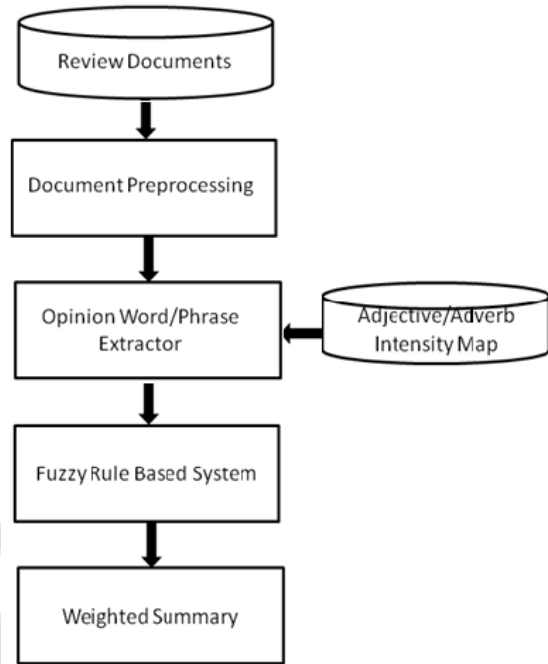 Review Documents
Document Preprocessing
Opinion Word/Phrase
Extractor
Adjective/Adverb
Intensity Map
Fuzzy Rule Based System
Weighted Summary